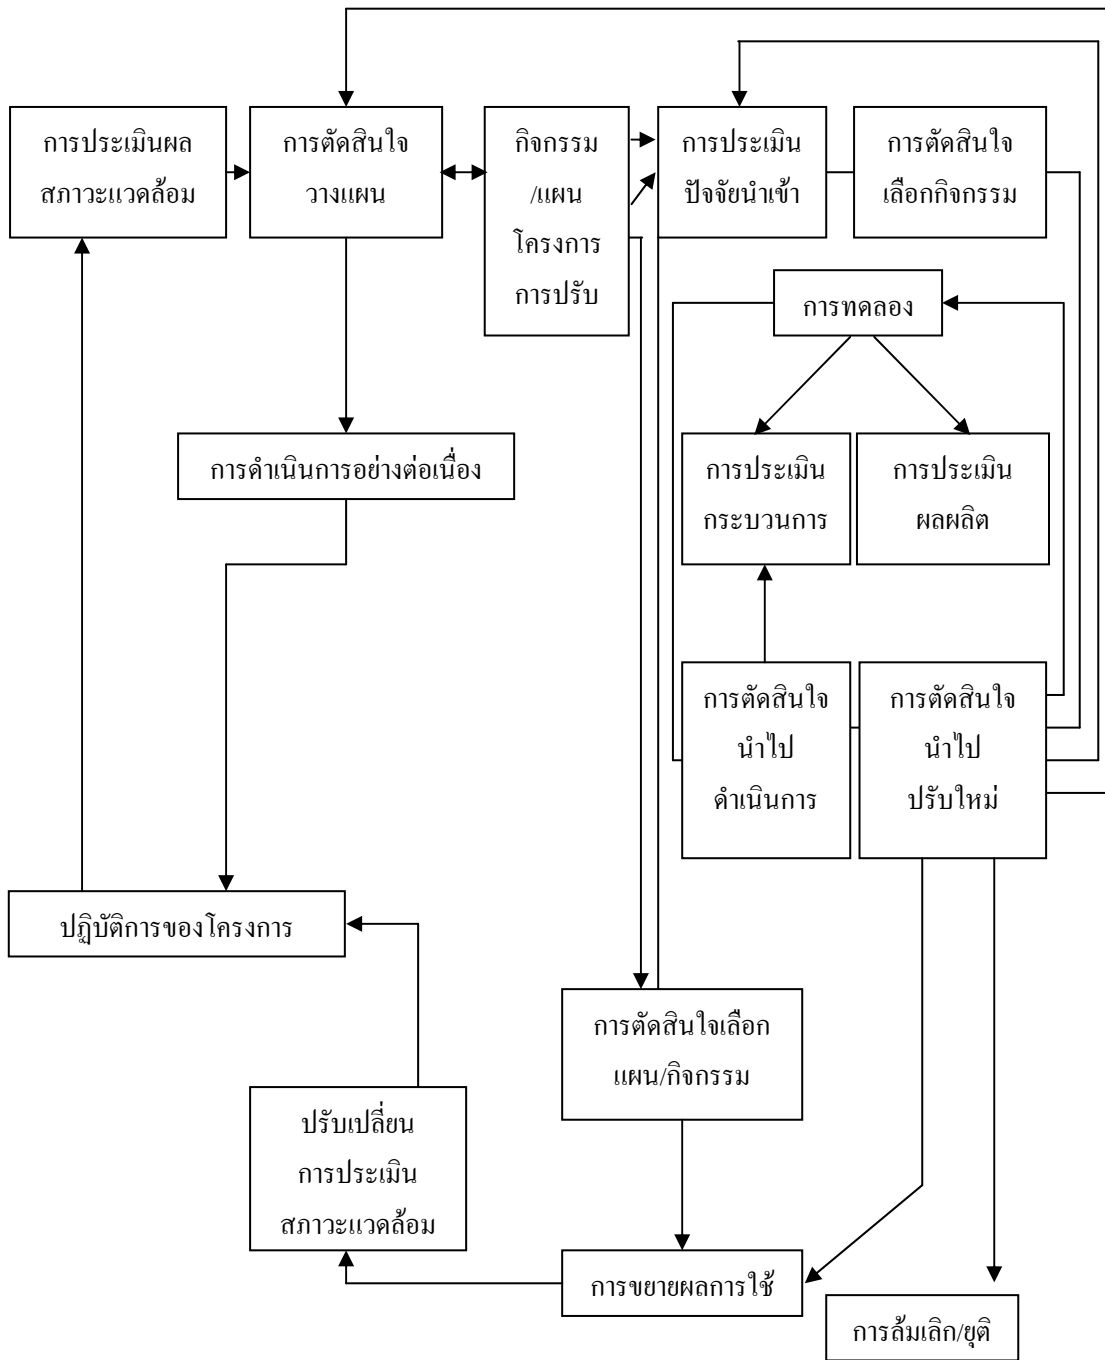 การประเมินผล
สภาวะแวดล้อม
การตัดสินใจ
วางแผน
กิจกรรม
/แผน
โครงการ
การปรับ
การประเมิน
ปัจจัยนำเข้า
การตัดสินใจ
เลือกกิจกรรม
การทดลอง
การดำเนินการอย่างต่อเนื่อง
การประเมิน
กระบวนการ
การประเมิน
ผลผลิต
การตัดสินใจ
นำไป
ดำเนินการ
การตัดสินใจ
นำไป
ปรับใหม่
ปฏิบัติการของโครงการ
การตัดสินใจเลือก
แผน/กิจกรรม
ปรับเปลี่ยน
การประเมิน
สภาวะแวดล้อม
การขยายผลการใช้
การล้มเลิก/ยุติ